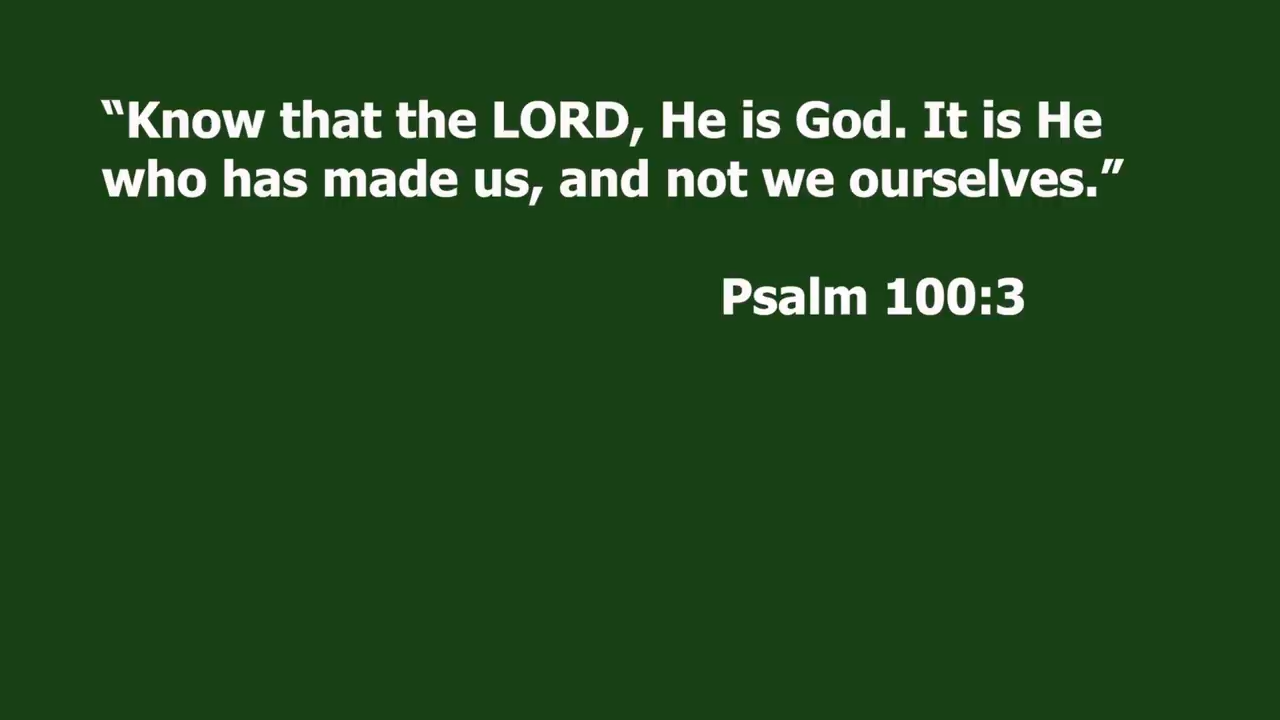 “Know that the LORD, He is God. It is He
who has made us, and not we ourselves.”
Psalm 100:3